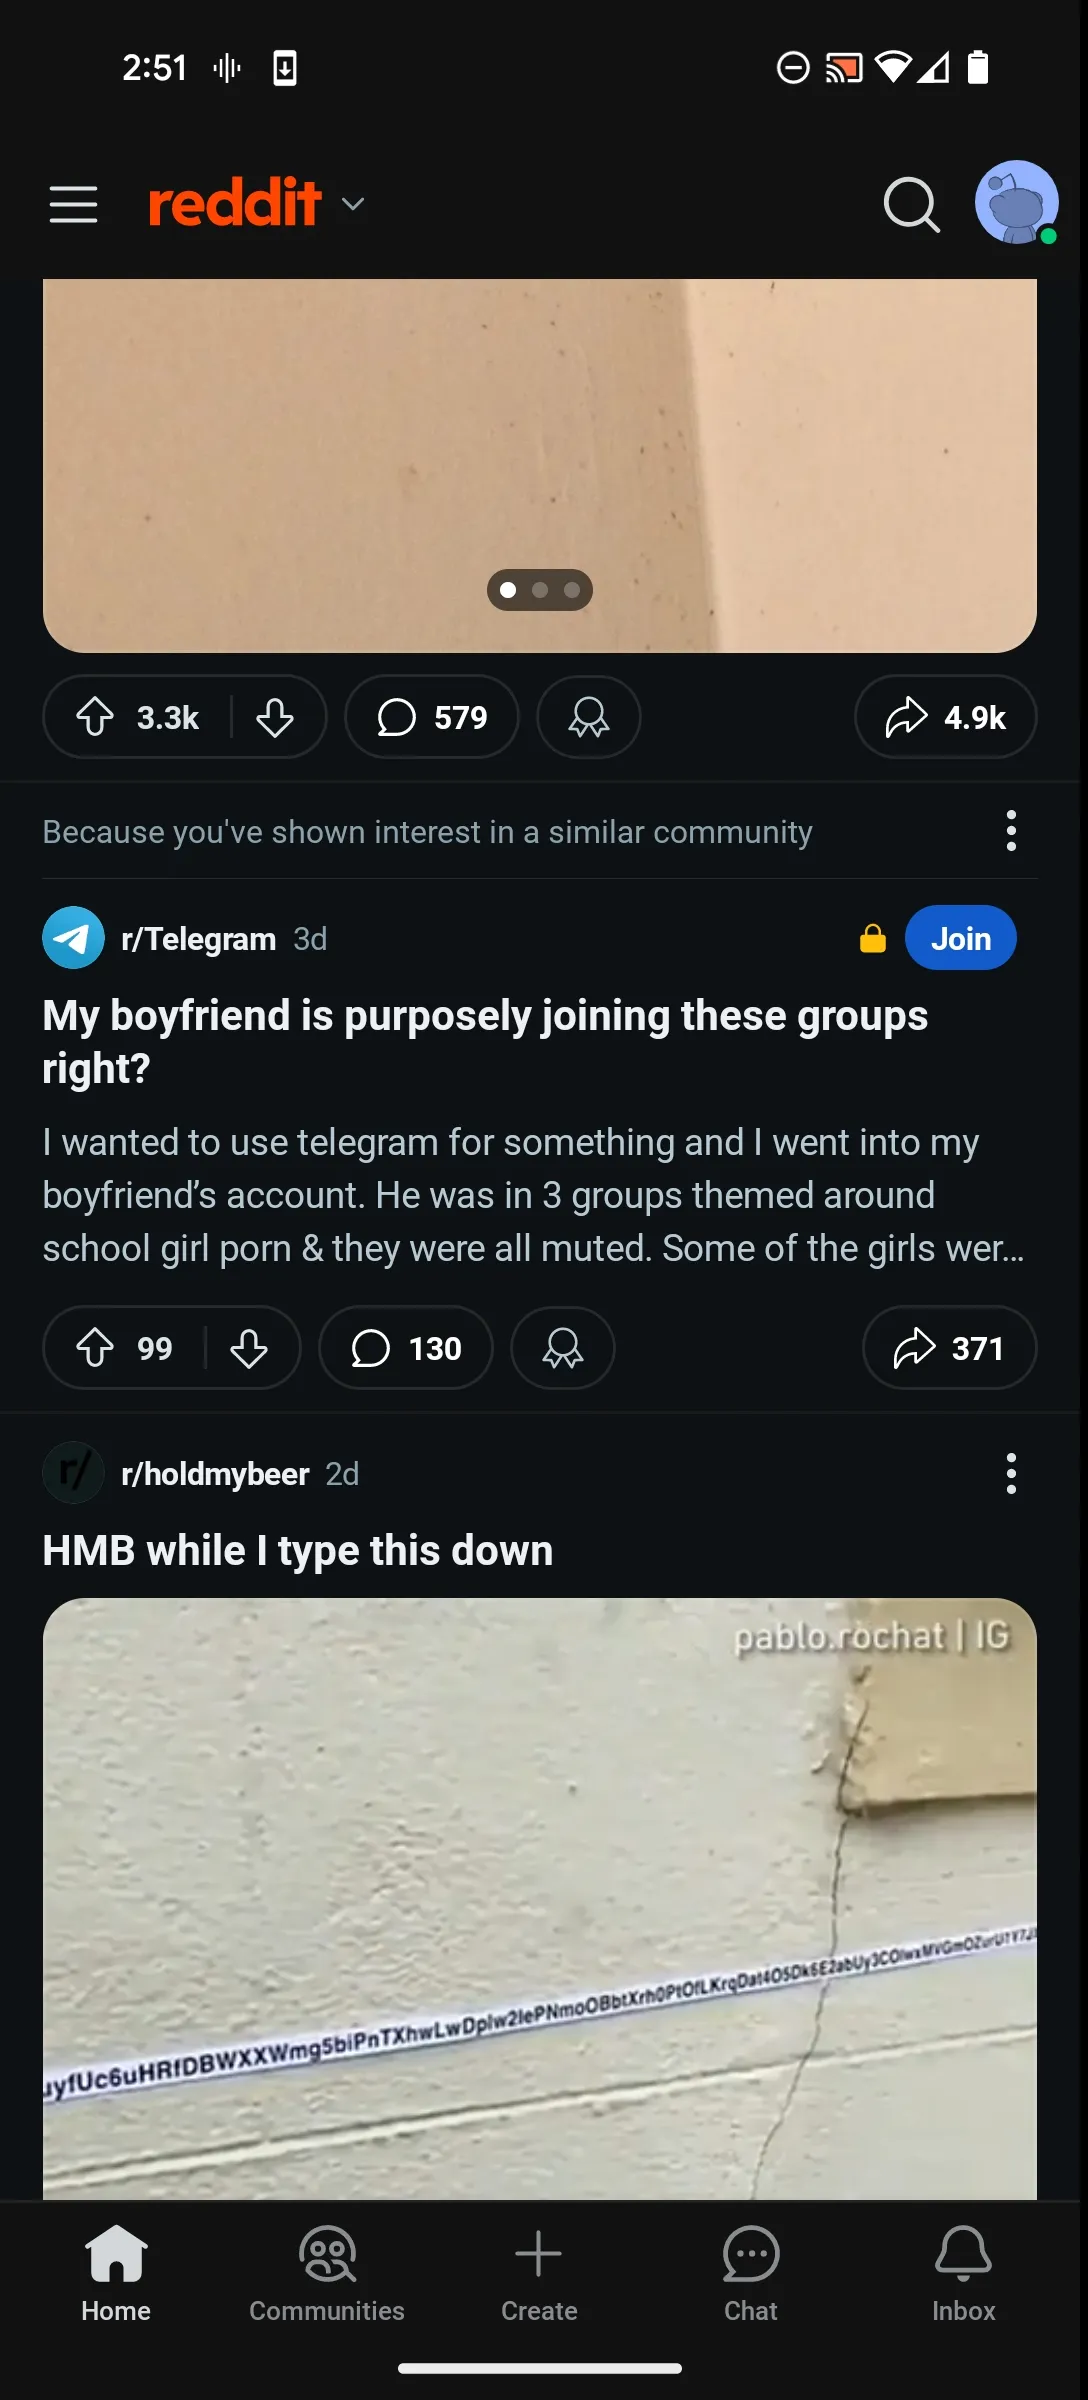 2:51
reddit
3.3k
579
4.9k
Because you've shown interest in a similar community
r/Telegram 3d
Join
My boyfriend is purposely joining these groups
right?
I wanted to use telegram for something and I went into my
boyfriend’s account. He was in 3 groups themed around
school girl porn & they were all muted. Some of the girls wer...
99
130
371
r/
r/holdmybeer 2d
HMB while I type this down
pablo.rochat | IG
Home
Communities
Create
Chat
Inbox